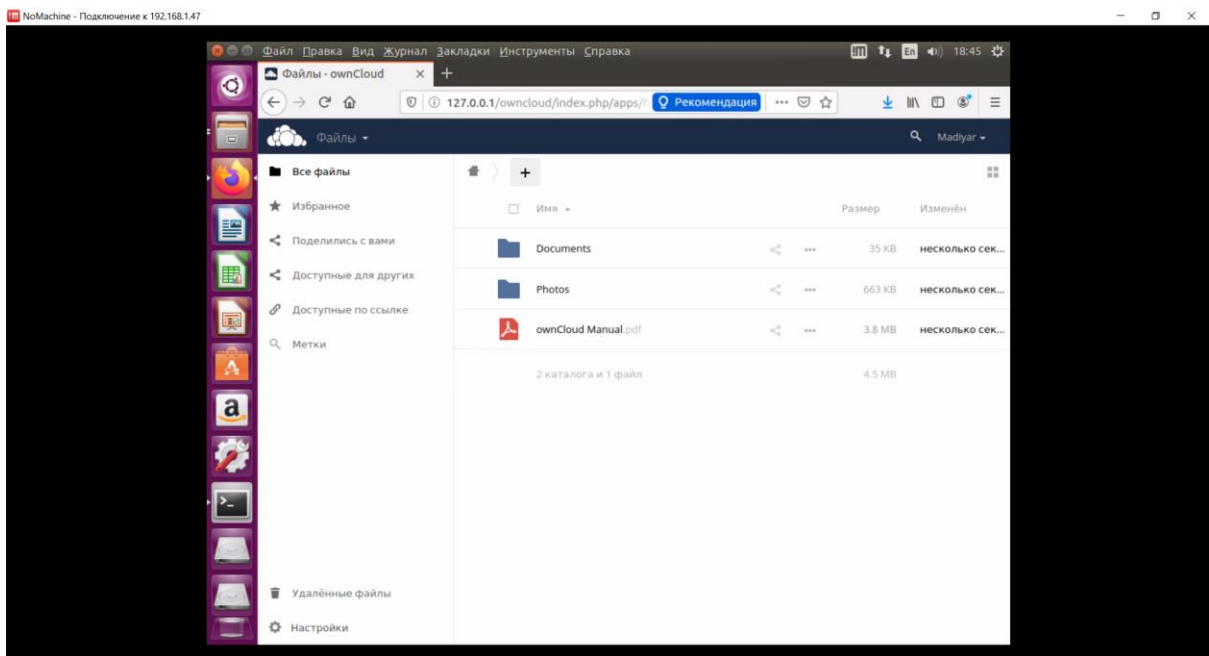 NoMachine - Подключение к 192.168.1.47
Файл Правка Вид Журнал Закладки Инструменты Справка En 18:45
Файлы - ownCloud
127.0.0.1/owncloud/index.php/apps/ Рекомендация
Файлы Madiyar
Все файлы
Избранное
Поделились с вами
Доступные для других
Доступные по ссылке
Метки
Удалённые файлы
Настройки
Имя Размер Изменён
Documents 35 KB несколько сек...
Photos 663 KB несколько сек...
ownCloud Manual.pdf 3.8 MB несколько сек...
2 каталога и 1 файл 4.5 MB